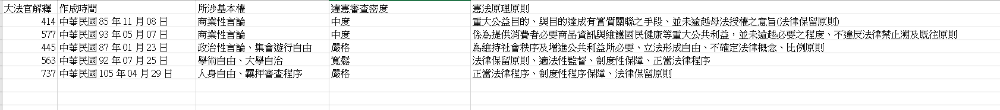 大法官解釋 作成時間 所涉基本權 違憲審查密度 憲法原理原則
414 中華民國 85 年 11 月 08 日 商業性言論 中度 重大公益目的、與目的達成有實質關聯之手段、並未逾越母法授權之意旨(法律保留原則)
577 中華民國 93 年 05 月 07 日 商業性言論 中度 係為提供消費者必要商品資訊與維護國民健康等重大公共利益，並未逾越必要之程度、不違反法律禁止溯及既往原則
445 中華民國 87 年 01 月 23 日 政治性言論、集會遊行自由 嚴格 為維持社會秩序及增進公共利益所必要、立法形成自由、不確定法律概念、比例原則
563 中華民國 92 年 07 月 25 日 學術自由、大學自治 寬鬆 法律保留原則、適法性監督、制度性保障、正當法律程序
737 中華民國 105 年 04 月 29 日 人身自由、羈押審查程序 嚴格 正當法律程序、制度性程序保障、法律保留原則